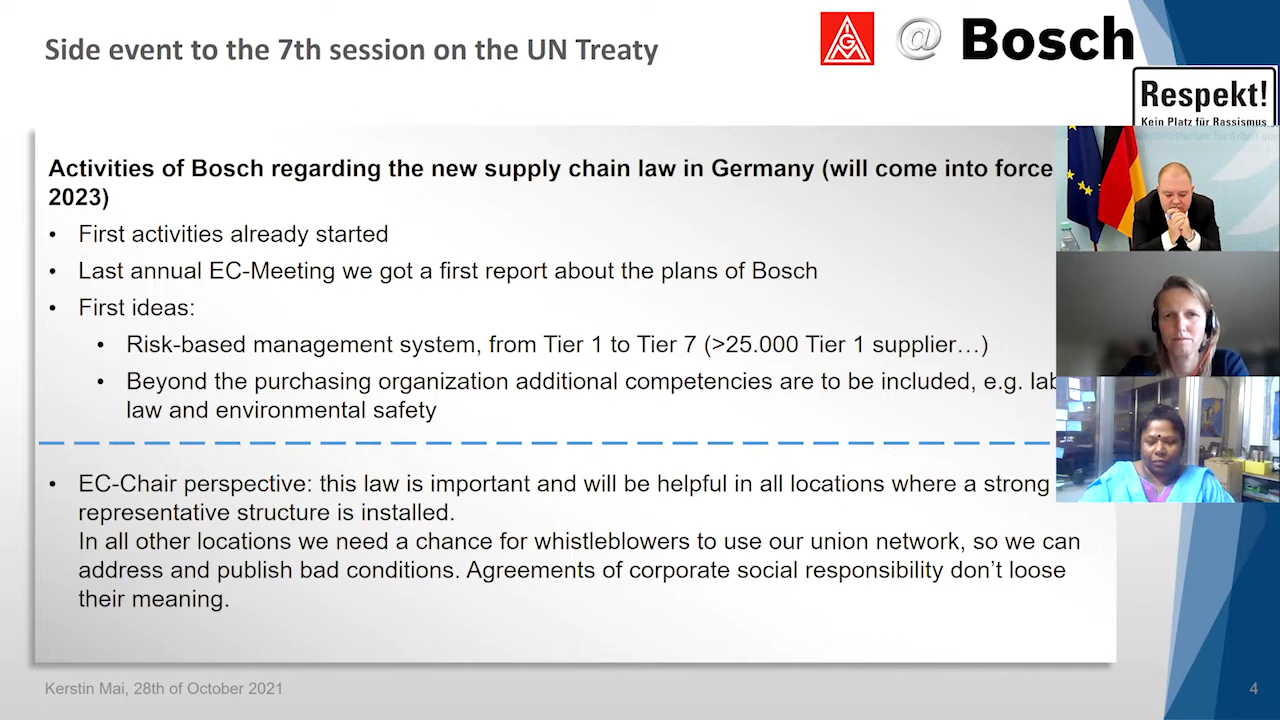 Side event to the 7th session on the UN Treaty
IGM @ Bosch
Respekt!
Kein Platz für Rassismus.
Activities of Bosch regarding the new supply chain law in Germany (will come into force
2023)
• First activities already started
• Last annual EC-Meeting we got a first report about the plans of Bosch
• First ideas:
• Risk-based management system, from Tier 1 to Tier 7 (>25.000 Tier 1 supplier…)
• Beyond the purchasing organization additional competencies are to be included, e.g. lab
law and environmental safety
• EC-Chair perspective: this law is important and will be helpful in all locations where a strong
representative structure is installed.
In all other locations we need a chance for whistleblowers to use our union network, so we can
address and publish bad conditions. Agreements of corporate social responsibility don't loose
their meaning.
Kerstin Mai, 28th of October 2021
4